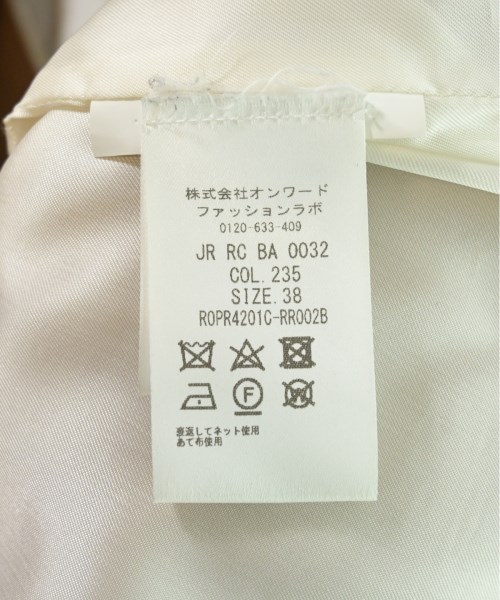 株式会社オンワード
ファッションラボ
0120-633-409
JR RC BA 0032
COL.235
SIZE.38
ROPR4201C-RR002B
F
W
裏返してネット使用
あて布使用